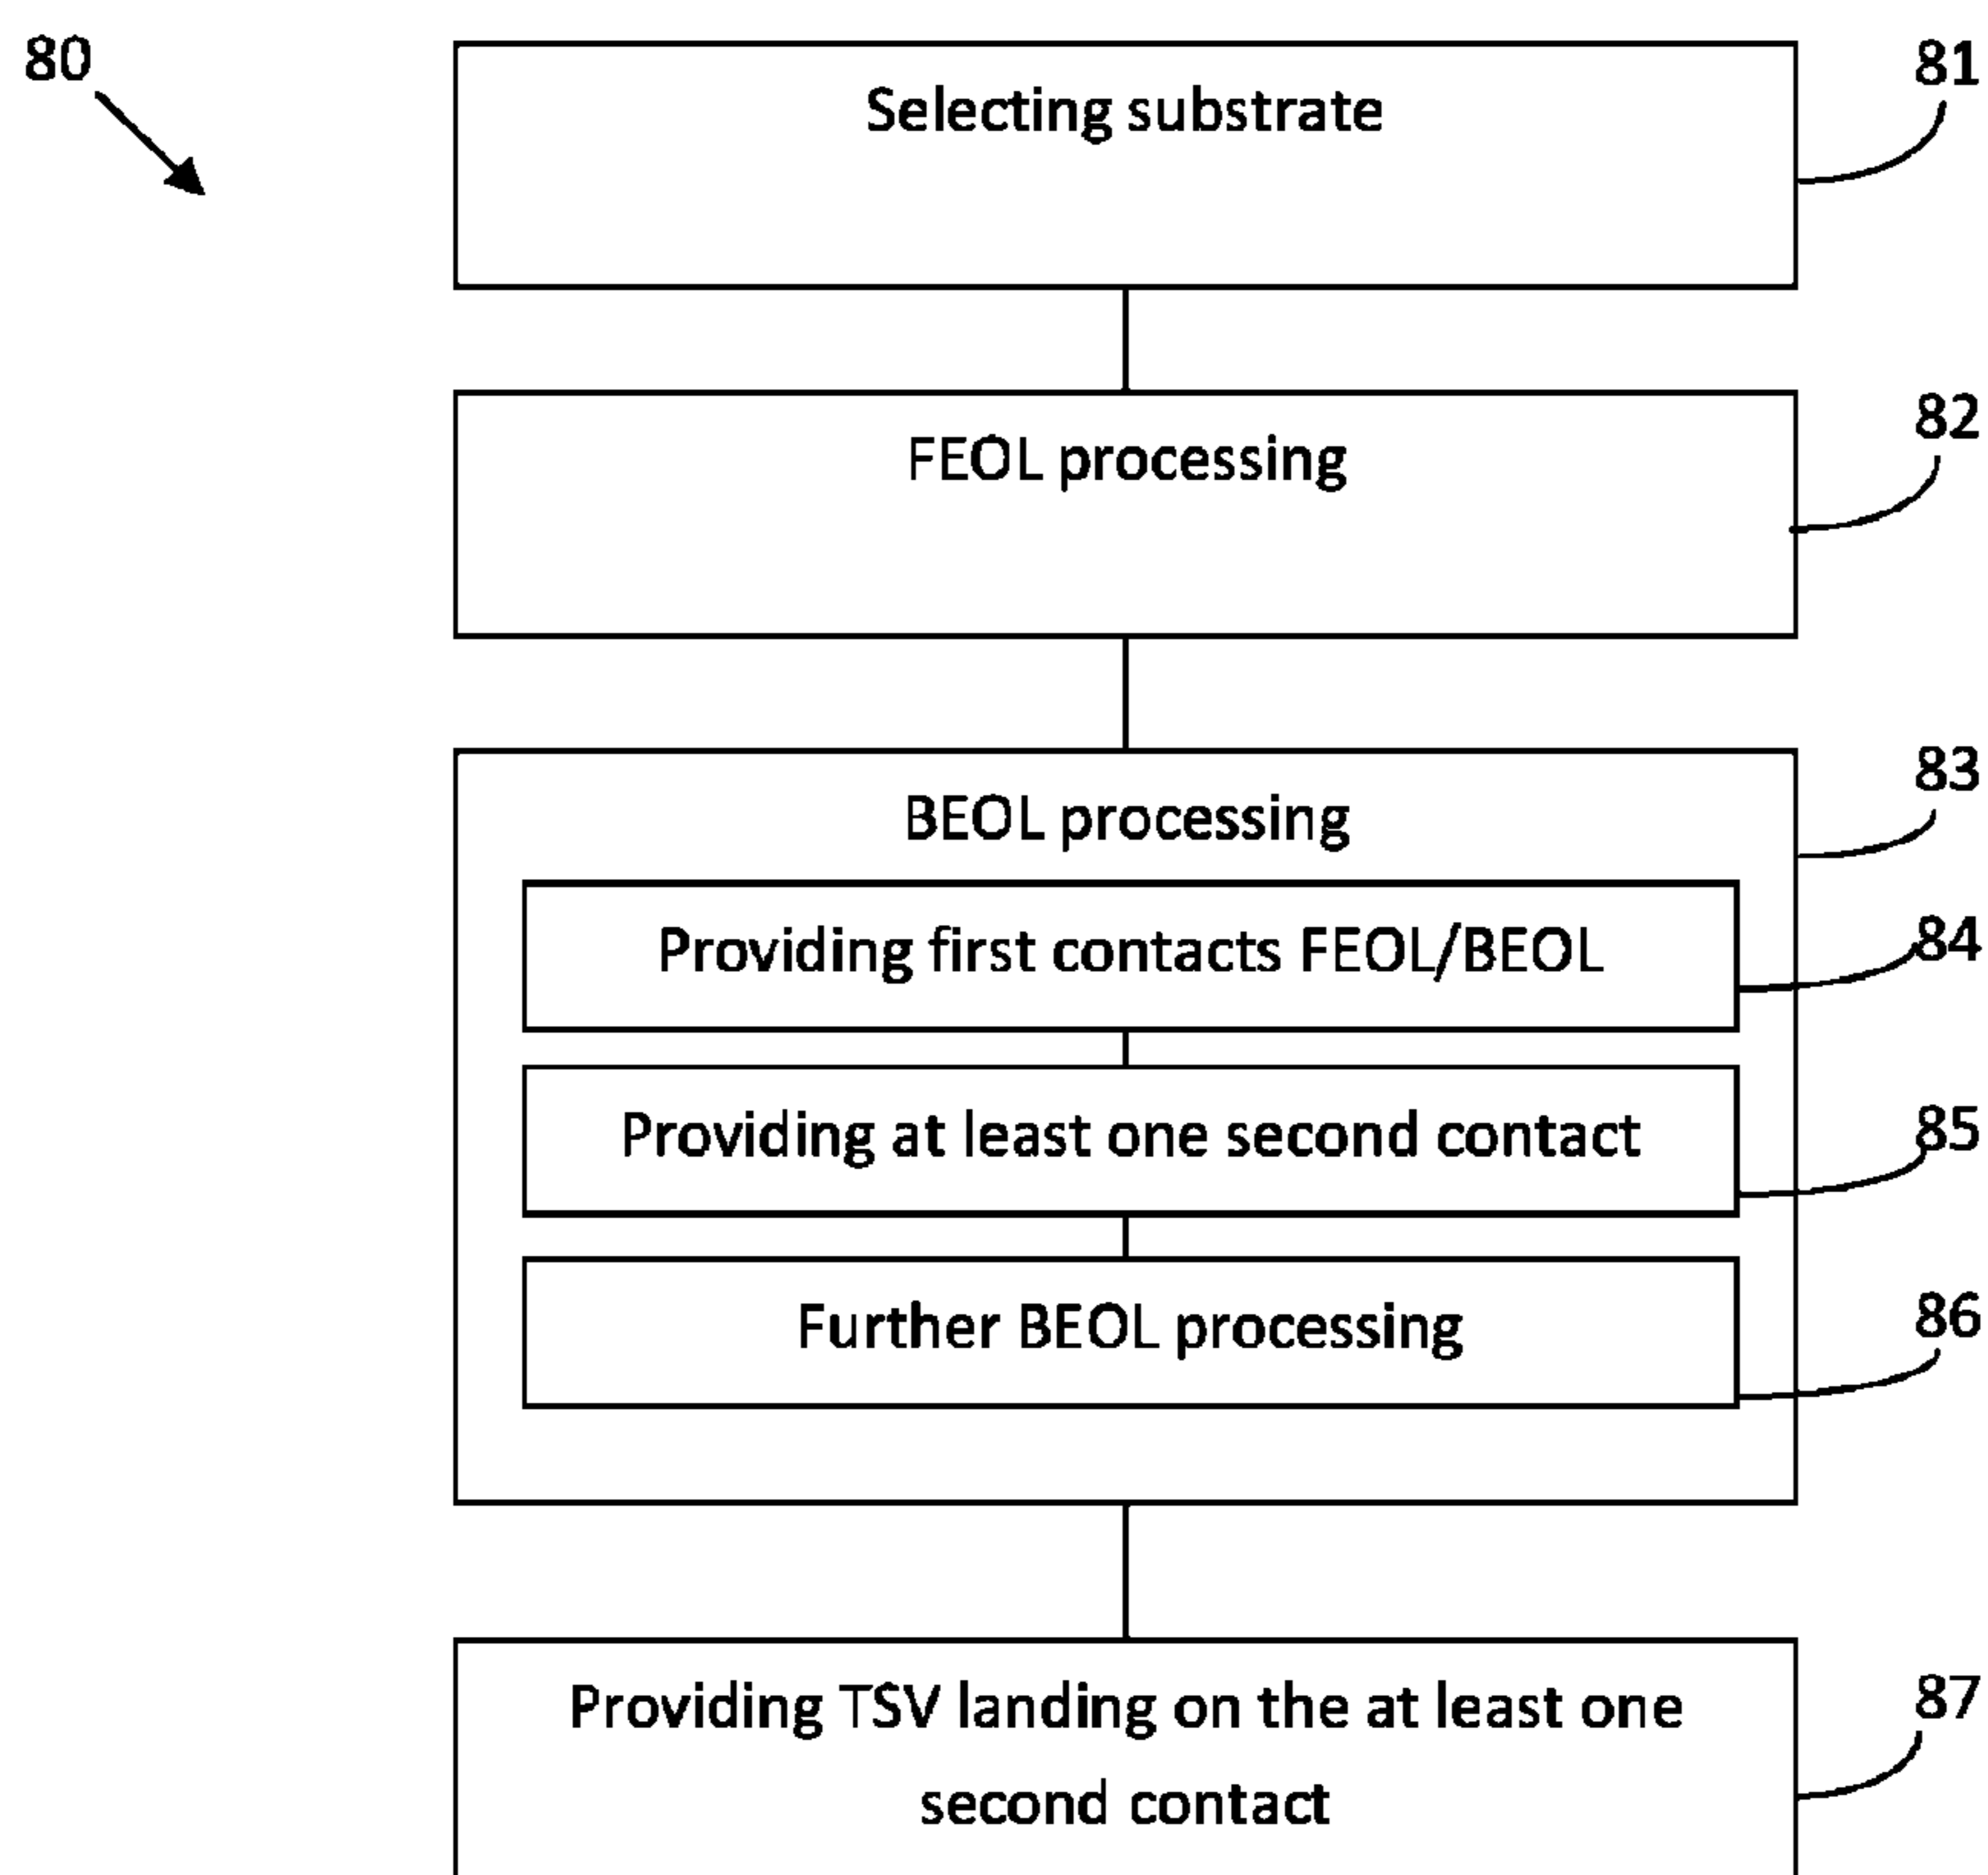 80
81
Selecting substrate
82
FEOL processing
83
BEOL processing
84
Providing first contacts FEOL/BEOL
85
Providing at least one second contact
86
Further BEOL processing
87
Providing TSV landing on the at least one
second contact